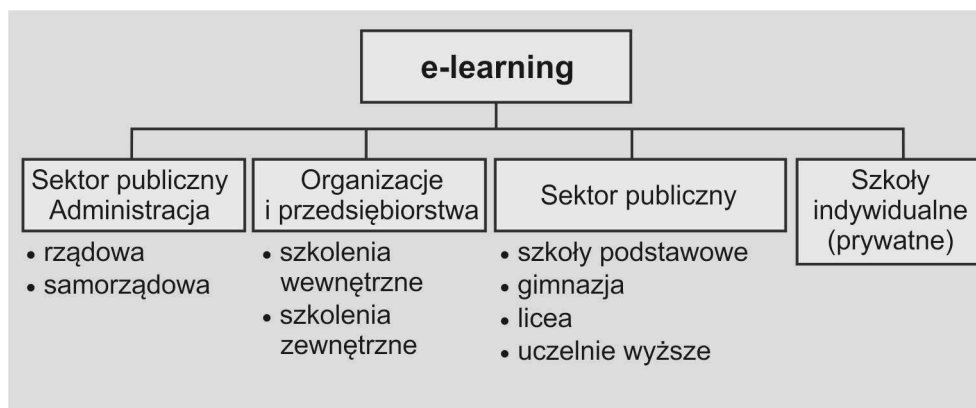 e-learning
Sektor publiczny
Administracja
• rządowa
• samorządowa
Organizacje
i przedsiębiorstwa
• szkolenia
wewnętrzne
• szkolenia
zewnętrzne
Sektor publiczny
• szkoły podstawowe
• gimnazja
• licea
• uczelnie wyższe
Szkoły
indywidualne
(prywatne)